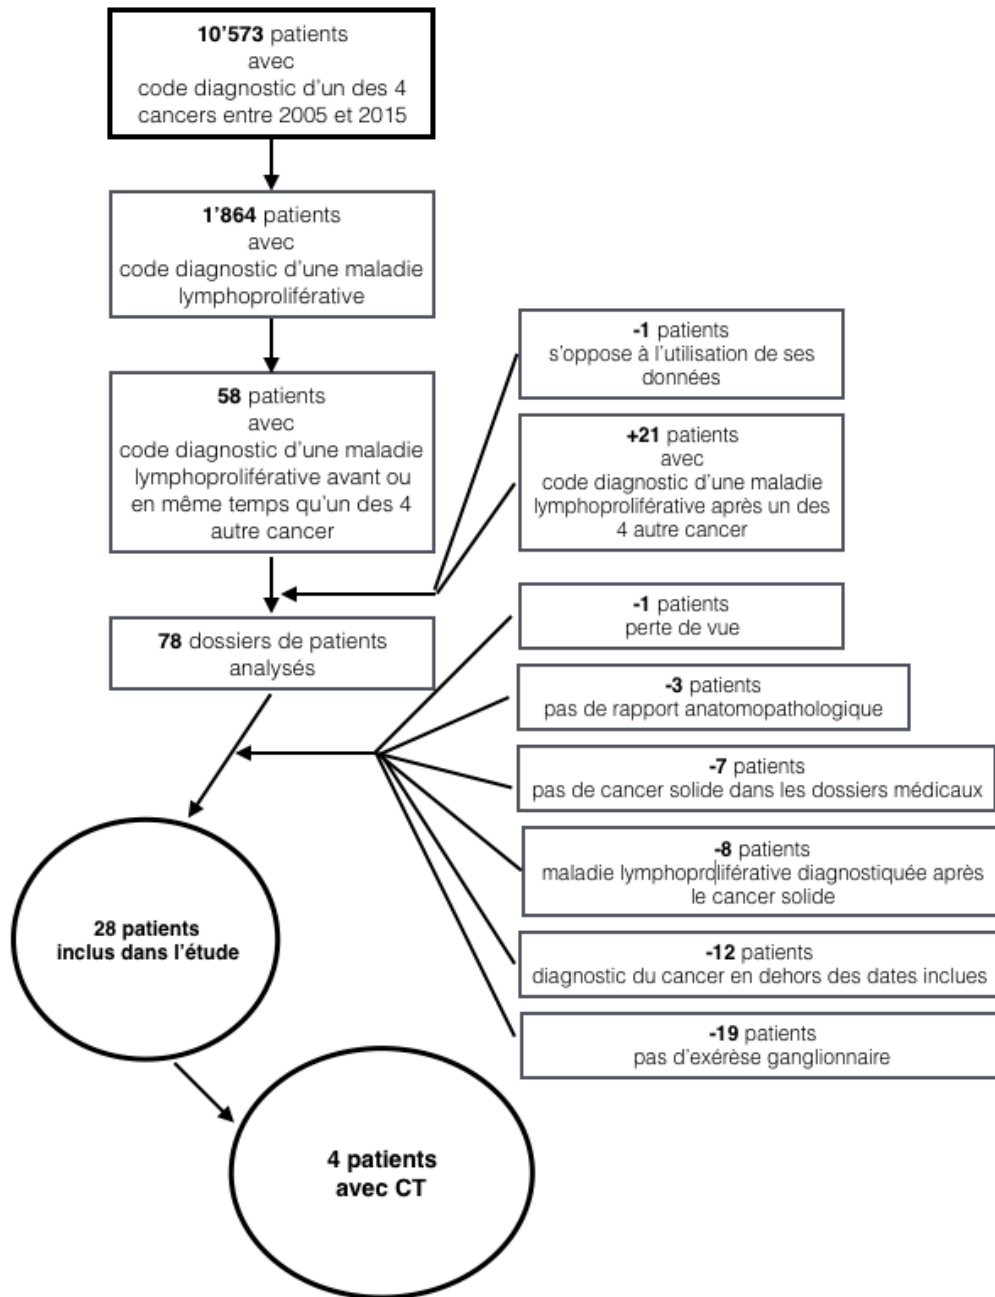 10’573 patients
avec
code diagnostic d’un des 4
cancers entre 2005 et 2015
1’864 patients
avec
code diagnostic d’une maladie
lymphoproliférative
58 patients
avec
code diagnostic d’une maladie
lymphoproliférative avant ou
en même temps qu’un des 4
autre cancer
-1 patients
s’oppose à l’utilisation de ses
données
+21 patients
avec
code diagnostic d’une maladie
lymphoproliférative après un des
4 autre cancer
78 dossiers de patients
analysés
-1 patients
perte de vue
-3 patients
pas de rapport anatomopathologique
-7 patients
pas de cancer solide dans les dossiers médicaux
-8 patients
maladie lymphoproliférative diagnostiquée après
le cancer solide
-12 patients
diagnostic du cancer en dehors des dates inclues
-19 patients
pas d’exérèse ganglionnaire
28 patients
inclus dans l’étude
4 patients
avec CT